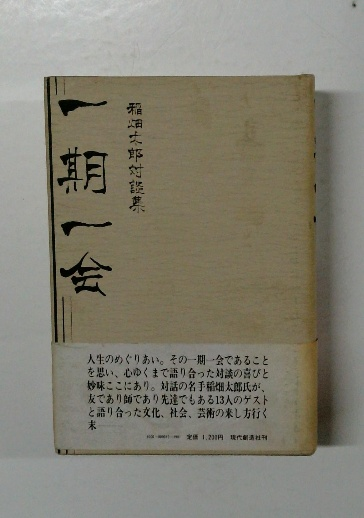 一期一会
稲畑太郎対談集
人生のめぐりあい。その一期一会であること
を思い、心ゆくまで語り合った対談の喜びと
妙味ここにあり。対話の名手稲畑太郎氏が、
友であり師であり先達でもある13人のゲスト
と語り合った文化、社会、芸術の来し方行く
末――
定価 1,200円 現代創造社刊